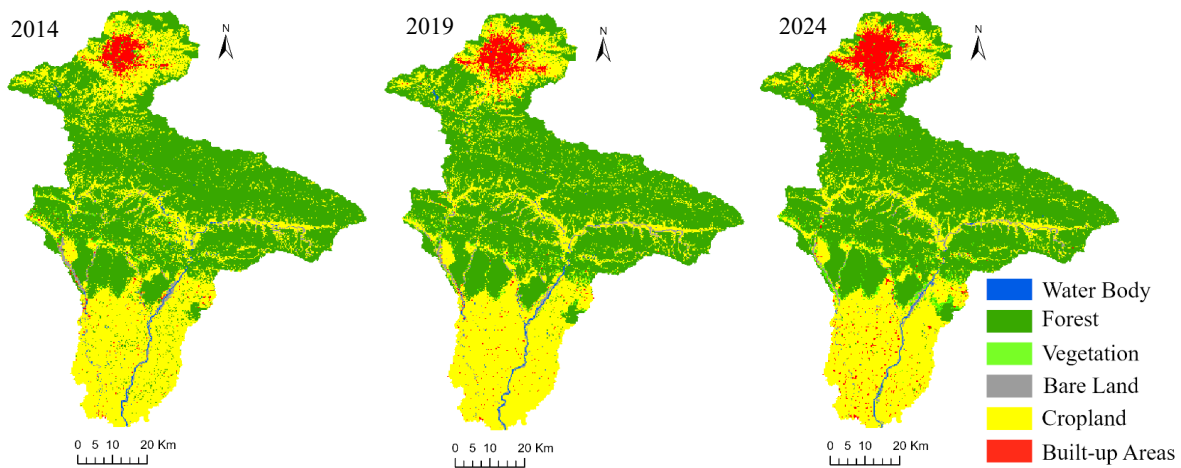 2014
N
2019
N
2024
N
Water Body
Forest
Vegetation
Bare Land
Cropland
Built-up Areas
0 5 10 20 Km
0 5 10 20 Km
0 5 10 20 Km